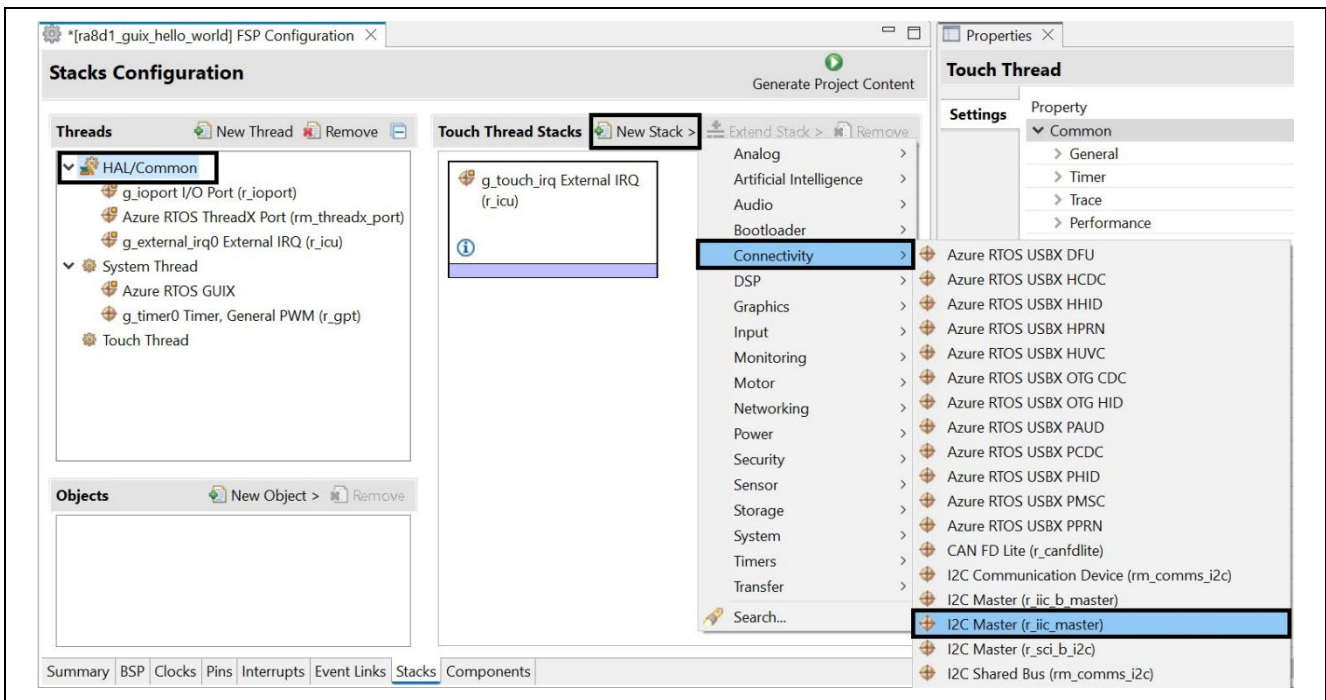 *[ra8d1_guix_hello_world] FSP Configuration
Stacks Configuration
Generate Project Content
Threads
New Thread
Remove
HAL/Common
g_ioport I/O Port (r_ioport)
Azure RTOS ThreadX Port (rm_threadx_port)
g_external_irq0 External IRQ (r_icu)
System Thread
Azure RTOS GUIX
g_timer0 Timer, General PWM (r_gpt)
Touch Thread
Objects
New Object >
Remove
Touch Thread Stacks
New Stack >
Extend Stack >
Remove
g_touch_irq External IRQ
(r_icu)
Analog
Artificial Intelligence
Audio
Bootloader
Connectivity
DSP
Graphics
Input
Monitoring
Motor
Networking
Power
Security
Sensor
Storage
System
Timers
Transfer
Search...
Azure RTOS USBX DFU
Azure RTOS USBX HCDC
Azure RTOS USBX HHID
Azure RTOS USBX HPRN
Azure RTOS USBX HUVC
Azure RTOS USBX OTG CDC
Azure RTOS USBX OTG HID
Azure RTOS USBX PAUD
Azure RTOS USBX PCDC
Azure RTOS USBX PHID
Azure RTOS USBX PMSC
Azure RTOS USBX PPRN
CAN FD Lite (r_canfdlite)
I2C Communication Device (rm_comms_i2c)
I2C Master (r_iic_b_master)
I2C Master (r_iic_master)
I2C Master (r_sci_b_i2c)
I2C Shared Bus (rm_comms_i2c)
Properties
Touch Thread
Settings
Property
Common
General
Timer
Trace
Performance
Summary
BSP
Clocks
Pins
Interrupts
Event Links
Stacks
Components